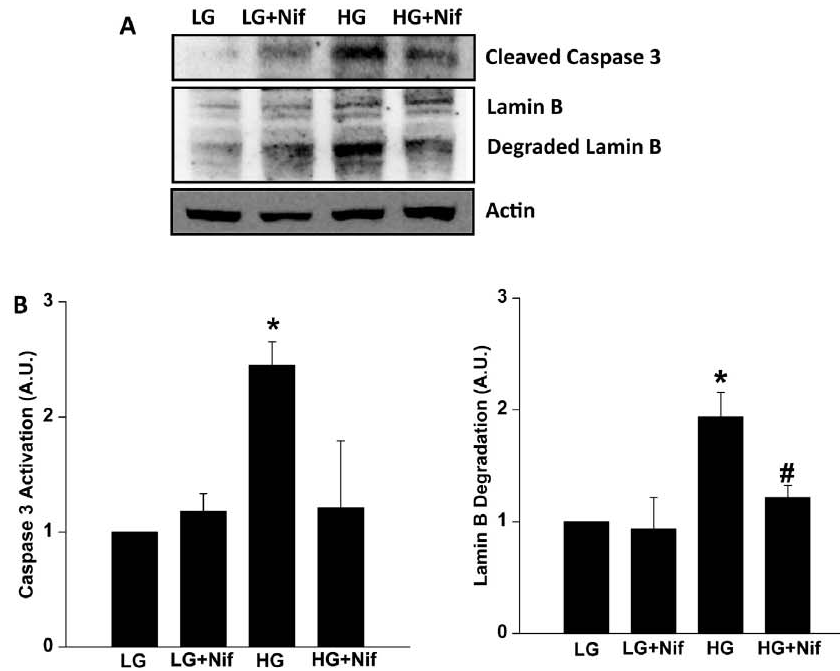 A
LG LG+Nif HG HG+Nif
Cleaved Caspase 3
Lamin B
Degraded Lamin B
Actin
B
Caspase 3 Activation (A.U.)
3
2
1
0
*
LG LG+Nif HG HG+Nif
Lamin B Degradation (A.U.)
3
2
1
0
*
#
LG LG+Nif HG HG+Nif